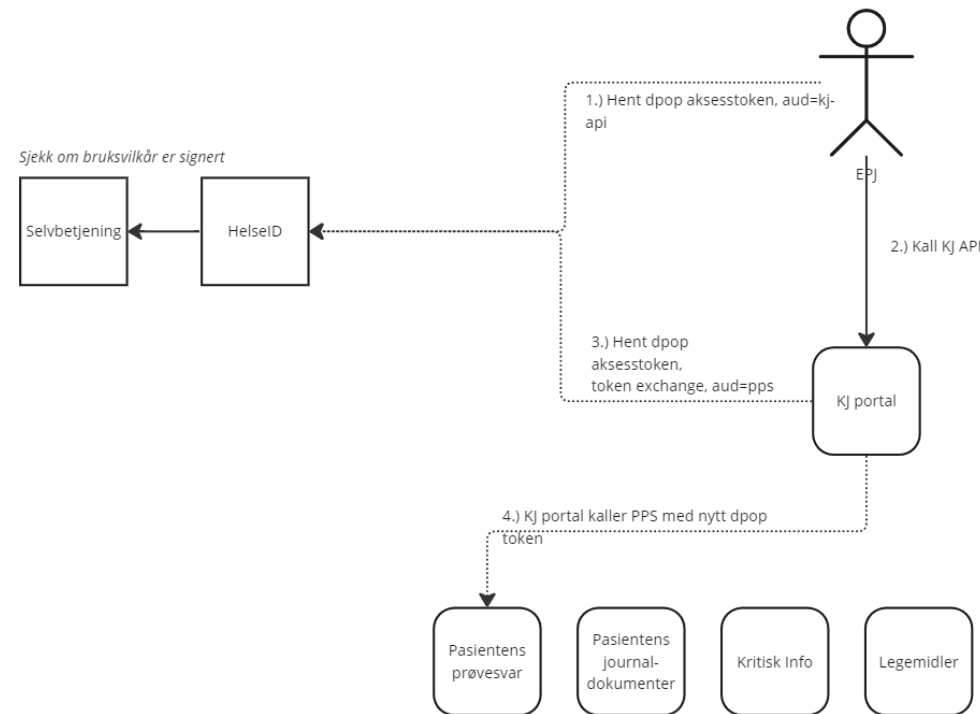 1.) Hent dpop aksesstoken, aud=kj-
api
Sjekk om bruksvilkår er signert
EPJ
Selvbetjening
HelseID
2.) Kall KJ API
3.) Hent dpop
aksesstoken,
token exchange, aud=pps
KJ portal
4.) KJ portal kaller PPS med nytt dpop
token
Pasientens
prøvesvar
Pasientens
journal-
dokumenter
Kritisk Info
Legemidler